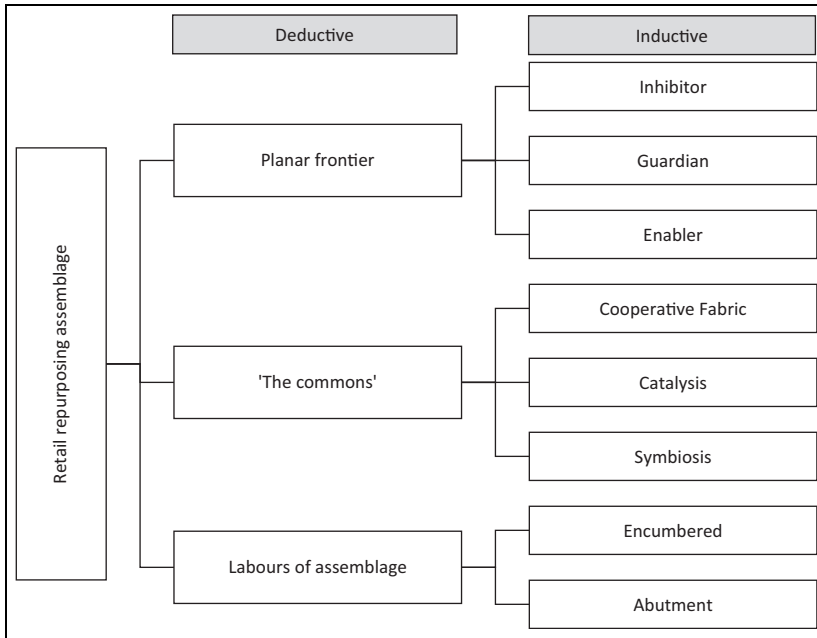 Deductive
Inductive
Retail repurposing assemblage
Planar frontier
Inhibitor
Guardian
Enabler
'The commons'
Cooperative Fabric
Catalysis
Symbiosis
Labours of assemblage
Encumbered
Abutment